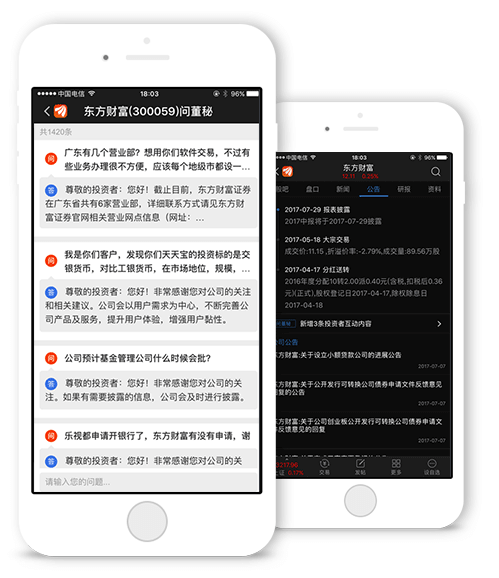 中国电信
18:03
96%
东方财富(300059)问董秘
共1420条
问
广东有几个营业部？想用你们软件交易，不过有
些业务办理很不方便，应该每个地级市都设一…
答
尊敬的投资者：您好！截止目前，东方财富证券
在广东省共有6家营业部，详细联系方式请见东方财
富证券官网相关营业网点信息（网址：…
问
我是你们客户，发现你们天天宝的投资标的是交
银货币，对比工银货币，在市场地位，规模，…
答
尊敬的投资者：您好！非常感谢您对公司的关注
和相关建议。公司会以用户需求为中心，不断完善公
司产品及服务，提升用户体验，增强用户黏性。
问
公司预计基金管理公司什么时候会批？
答
尊敬的投资者：您好！非常感谢您对公司的关
注。如果有需要披露的信息，公司会及时进行披露。
问
乐视都申请开银行了，东方财富有没有申请，谢
答
尊敬的投资者：您好！非常感谢您对公司的关
请输入您的问题...
中国电信
18:03
96%
东方财富
12.11 0.25%
股吧
盘口
新闻
公告
研报
资料
2017-07-29 报表披露
2017中报将于2017-07-29披露
2017-05-18 大宗交易
成交价:11.15 ,折溢价率:-2.79%,成交量:89.56万股
2017-04-17 分红送转
2016年度分配10转2.00派0.40元(含税,扣税后0.36
元)(正式),股权登记日2017-04-17,除权除息日
2017-04-18
新增3条投资者互动内容
公司公告
东方财富:关于设立小额贷款公司的进展公告
2017-07-07
东方财富:关于公开发行可转换公司债券申请文件反馈意见
回复的公告
2017-07-07
东方财富:关于公司创业板公开发行可转换公司债券申请文
件反馈意见的回复
2017-07-07
3217.96
上证 0.17%
交易
发帖
更多
设自选